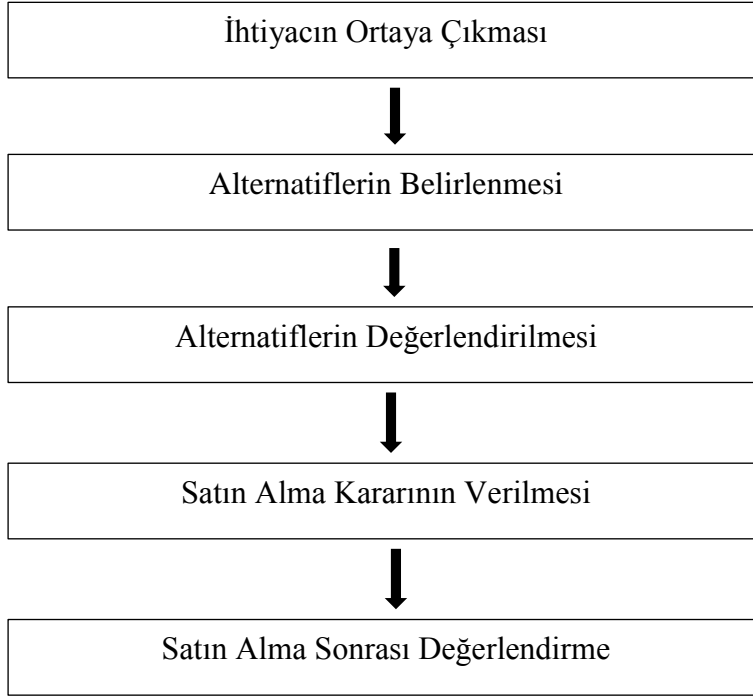 İhtiyacın Ortaya Çıkması
Alternatiflerin Belirlenmesi
Alternatiflerin Değerlendirilmesi
Satın Alma Kararının Verilmesi
Satın Alma Sonrası Değerlendirme